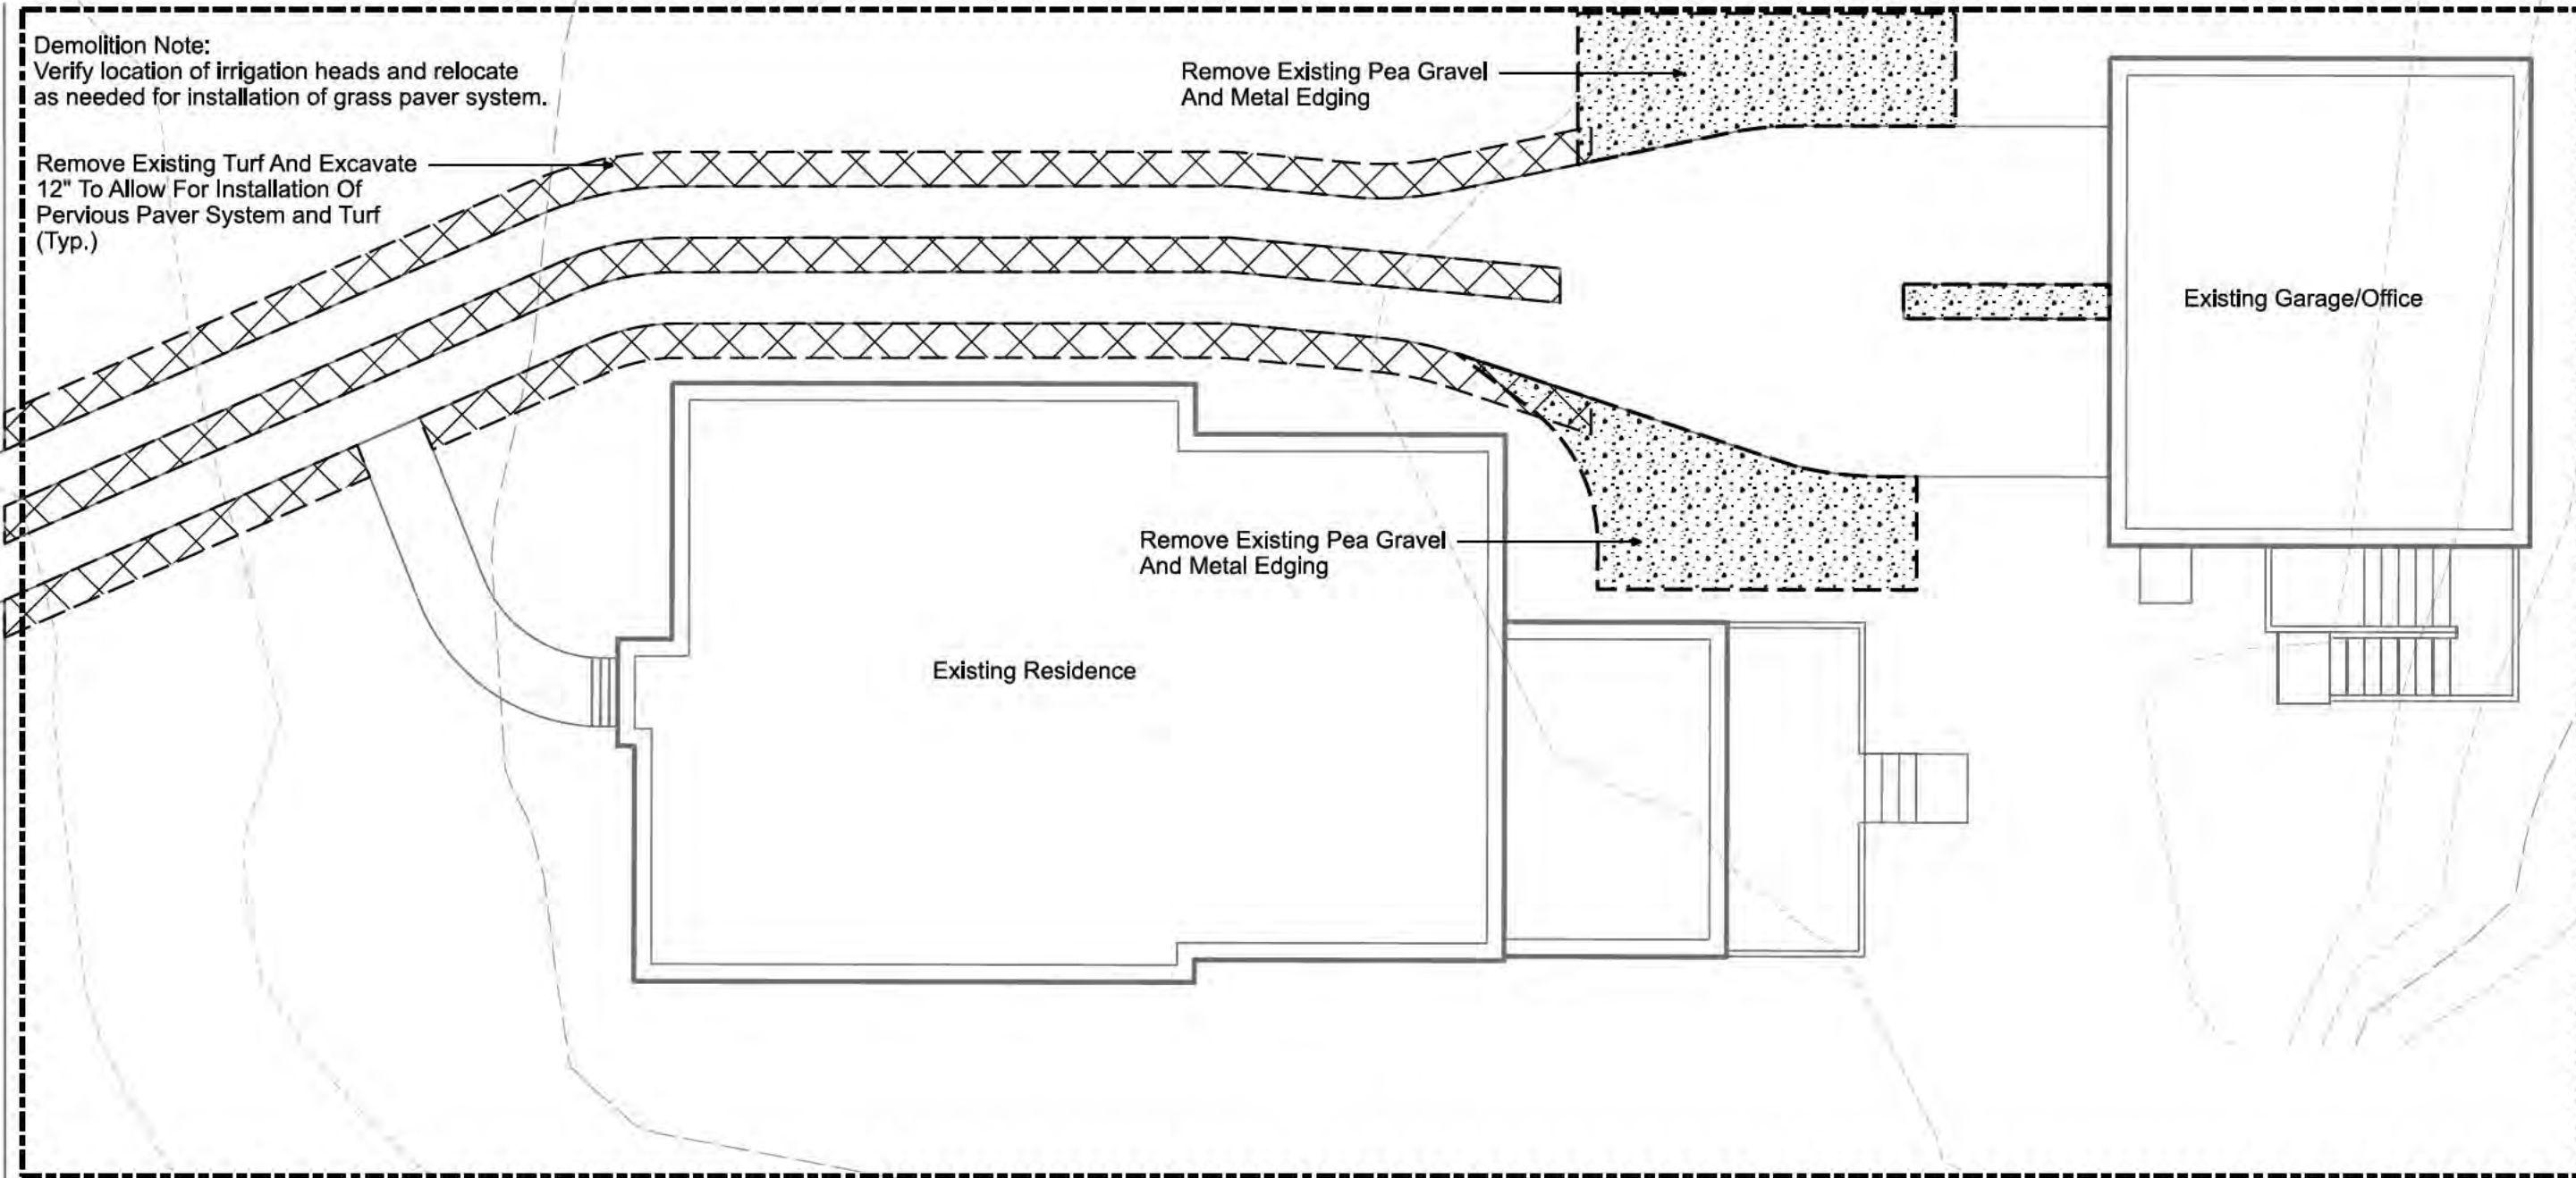 Demolition Note:
Verify location of irrigation heads and relocate
as needed for installation of grass paver system.
Remove Existing Pea Gravel
And Metal Edging
Remove Existing Turf And Excavate
12" To Allow For Installation Of
Pervious Paver System and Turf
(Typ.)
Existing Garage/Office
Remove Existing Pea Gravel
And Metal Edging
Existing Residence